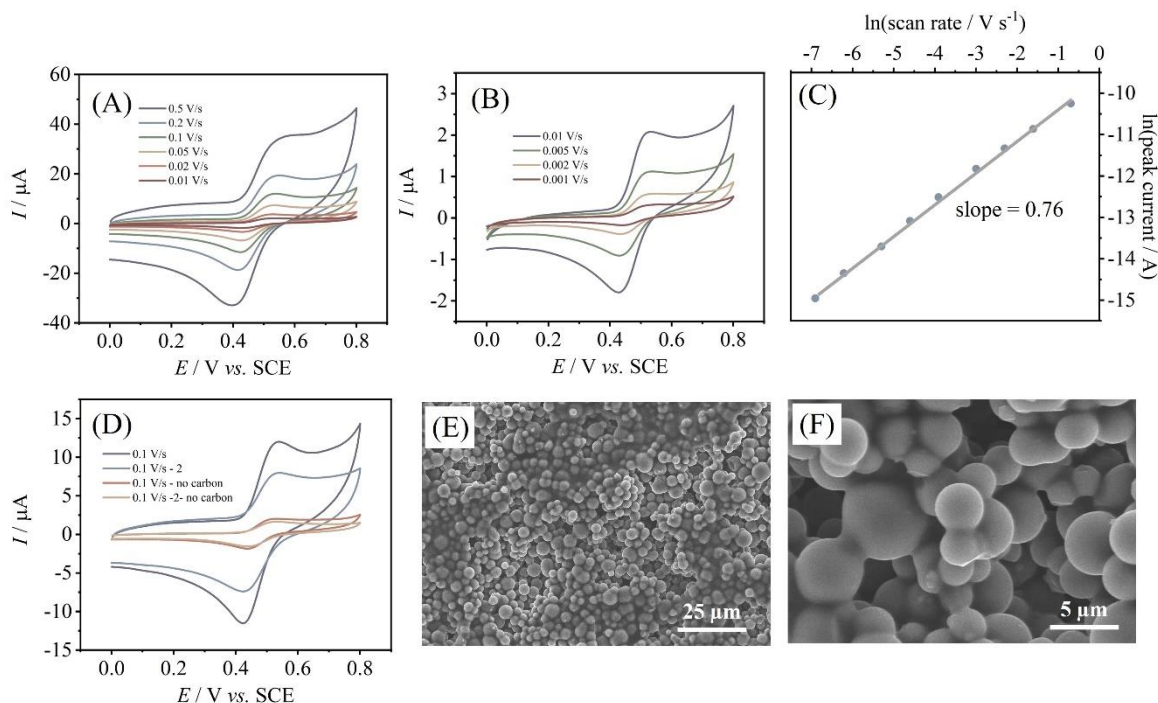 (A)
60
40
20
0
-20
-40
I / µA
0.5 V/s
0.2 V/s
0.1 V/s
0.05 V/s
0.02 V/s
0.01 V/s
0.0 0.2 0.4 0.6 0.8
E / V vs. SCE
(B)
3
2
1
0
-1
-2
I / µA
0.01 V/s
0.005 V/s
0.002 V/s
0.001 V/s
0.0 0.2 0.4 0.6 0.8
E / V vs. SCE
ln(scan rate / V s⁻¹)
-7 -6 -5 -4 -3 -2 -1 0
(C)
slope = 0.76
-10
-11
-12
-13
-14
-15
ln(peak current / A)
(D)
15
10
5
0
-5
-10
-15
I / µA
0.1 V/s
0.1 V/s - 2
0.1 V/s - no carbon
0.1 V/s -2- no carbon
0.0 0.2 0.4 0.6 0.8
E / V vs. SCE
(E)
25 µm
(F)
5 µm